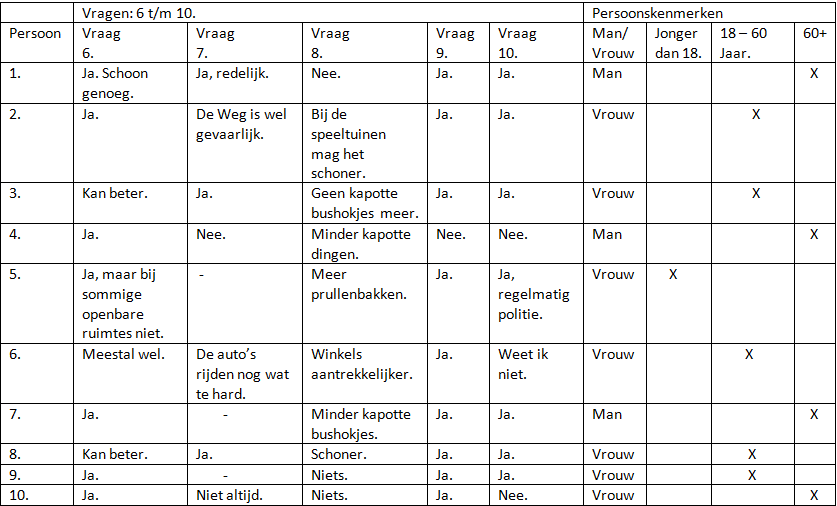 Vragen: 6 t/m 10. Persoonskenmerken
Persoon Vraag Vraag Vraag Vraag Vraag Man/ Jonger 18 – 60 60+
6. 7. 8. 9. 10. Vrouw dan 18. Jaar.
1. Ja. Schoon Ja, redelijk. Nee. Ja. Ja. Man X
genoeg.
2. Ja. De Weg is wel Bij de Ja. Ja. Vrouw X
gevaarlijk. speeltuinen
mag het
schoner.
3. Kan beter. Ja. Geen kapotte Ja. Ja. Vrouw X
bushokjes meer.
4. Ja. Nee. Minder kapotte Nee. Nee. Man X
dingen.
5. Ja, maar bij - Meer Ja. Ja, Vrouw X
sommige prullenbakken. regelmatig
openbare politie.
ruimtes niet.
6. Meestal wel. De auto’s Winkels Ja. Weet ik Vrouw X
rijden nog wat aantrekkelijker. niet.
te hard.
7. Ja. - Minder kapotte Ja. Ja. Man X
bushokjes.
8. Kan beter. Ja. Schoner. Ja. Ja. Vrouw X
9. Ja. - Niets. Ja. Ja. Vrouw X
10. Ja. Niet altijd. Niets. Ja. Nee. Vrouw X